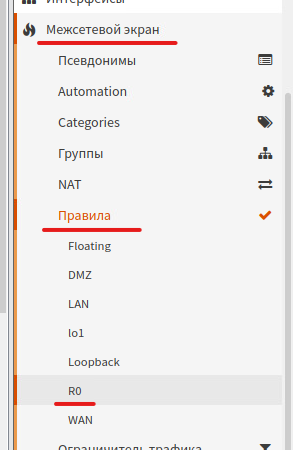 Интерфейсы
Межсетевой экран
Псевдонимы
Automation
Categories
Группы
NAT
Правила
Floating
DMZ
LAN
lo1
Loopback
R0
WAN
Ограничитель трафика